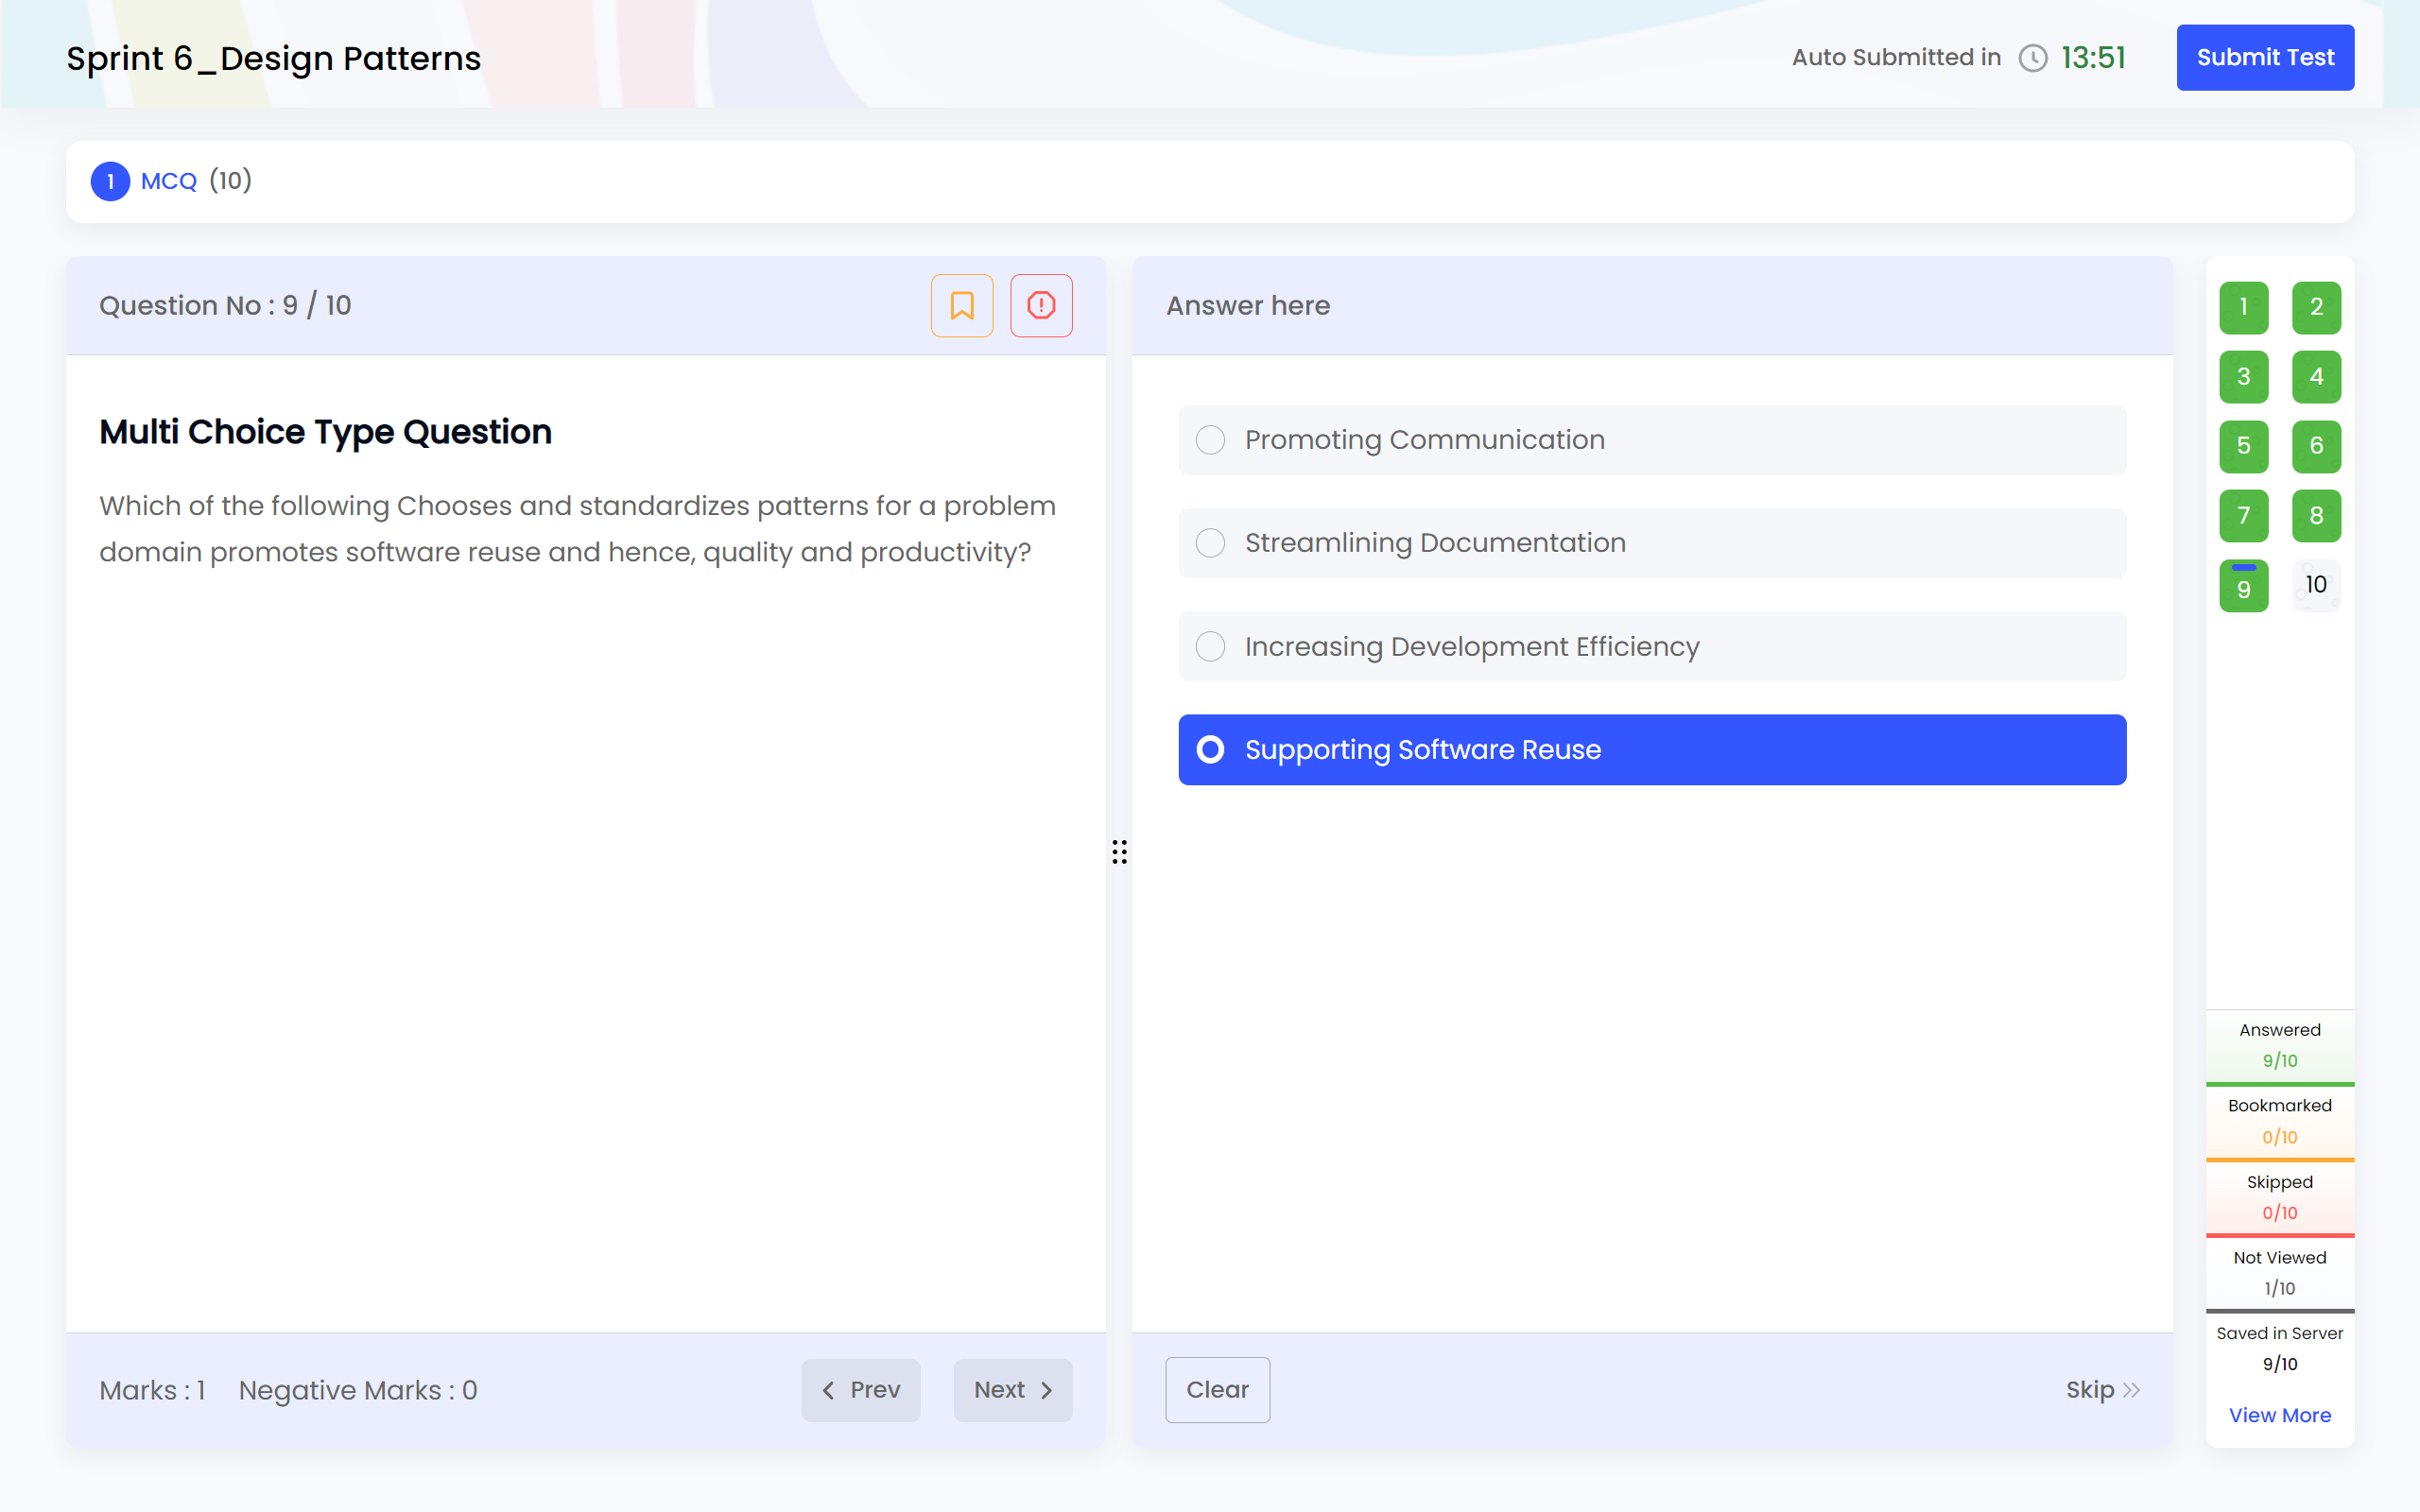 Sprint 6_Design Patterns
Auto Submitted in 13:51
Submit Test
1 MCQ (10)
Question No : 9 / 10
Multi Choice Type Question
Which of the following Chooses and standardizes patterns for a problem
domain promotes software reuse and hence, quality and productivity?
Marks : 1 Negative Marks : 0
Prev
Next
Answer here
Promoting Communication
Streamlining Documentation
Increasing Development Efficiency
Supporting Software Reuse
Clear
Skip
1 2
3 4
5 6
7 8
9 10
Answered
9/10
Bookmarked
0/10
Skipped
0/10
Not Viewed
1/10
Saved in Server
9/10
View More